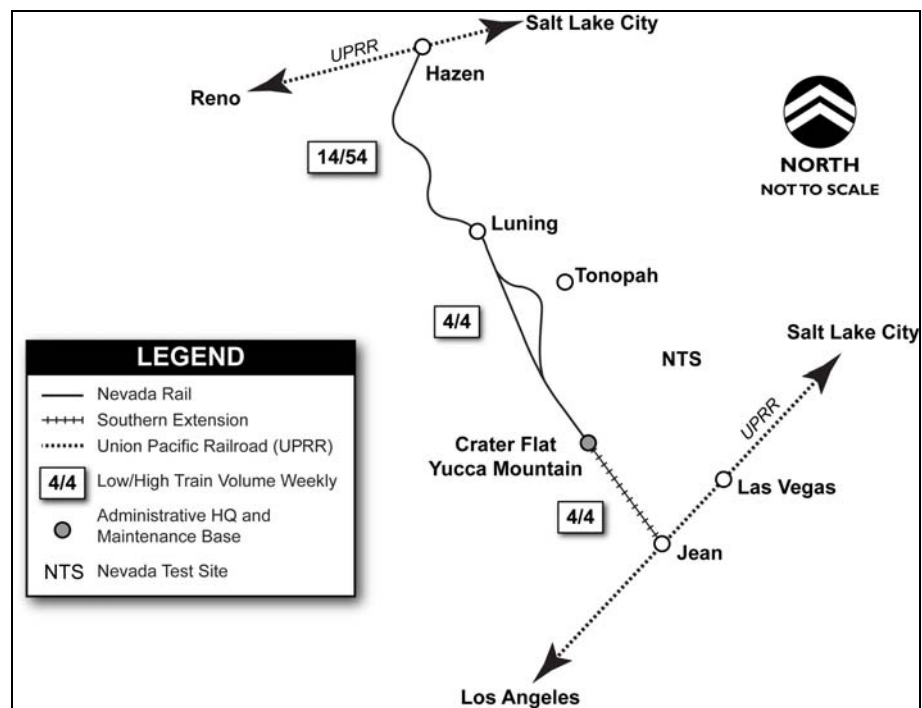 Salt Lake City
UPRR
Hazen
Reno
NORTH
NOT TO SCALE
14/54
Luning
Tonopah
4/4
Salt Lake City
NTS
UPRR
LEGEND
Nevada Rail
Southern Extension
Union Pacific Railroad (UPRR)
4/4 Low/High Train Volume Weekly
Administrative HQ and
Maintenance Base
NTS Nevada Test Site
Crater Flat
Yucca Mountain
Las Vegas
4/4
Jean
Los Angeles